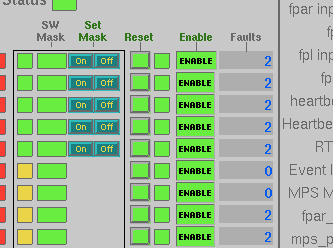 Status
SW Mask Set Mask Reset Enable Faults
fpar inp
On Off ENABLE 2
fpl inp
On Off ENABLE 2
On Off ENABLE 2 heartbe
On Off ENABLE 2 Heartbe
On Off ENABLE 2 RT
ENABLE 0 Event I
ENABLE 0 MPS M
ENABLE 2 fpar_
ENABLE 2 mps_p